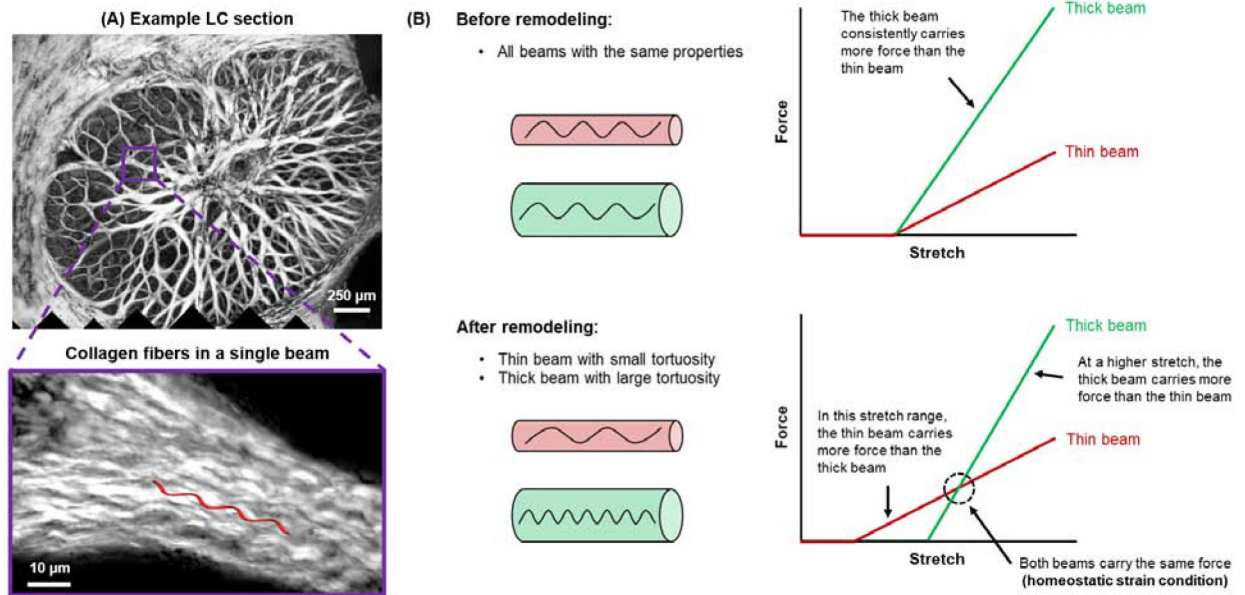 (A) Example LC section
250 µm
Collagen fibers in a single beam
10 µm
(B)
Before remodeling:
• All beams with the same properties
The thick beam
consistently carries
more force than the
thin beam
Thick beam
Thin beam
Force
Stretch
After remodeling:
• Thin beam with small tortuosity
• Thick beam with large tortuosity
In this stretch range,
the thin beam carries
more force than the
thick beam
Thick beam
At a higher stretch, the
thick beam carries more
force than the thin beam
Thin beam
Force
Stretch
Both beams carry the same force
(homeostatic strain condition)